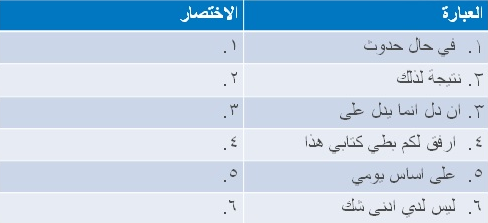 العبارة الاختصار
١. في حال حدوث ١.
٢. نتيجة لذلك ٢.
٣. ان دل انما يدل على ٣.
٤. ارفق لكم بطي كتابي هذا ٤.
٥. على اساس يومي ٥.
٦. ليس لدي ادنى شك ٦.